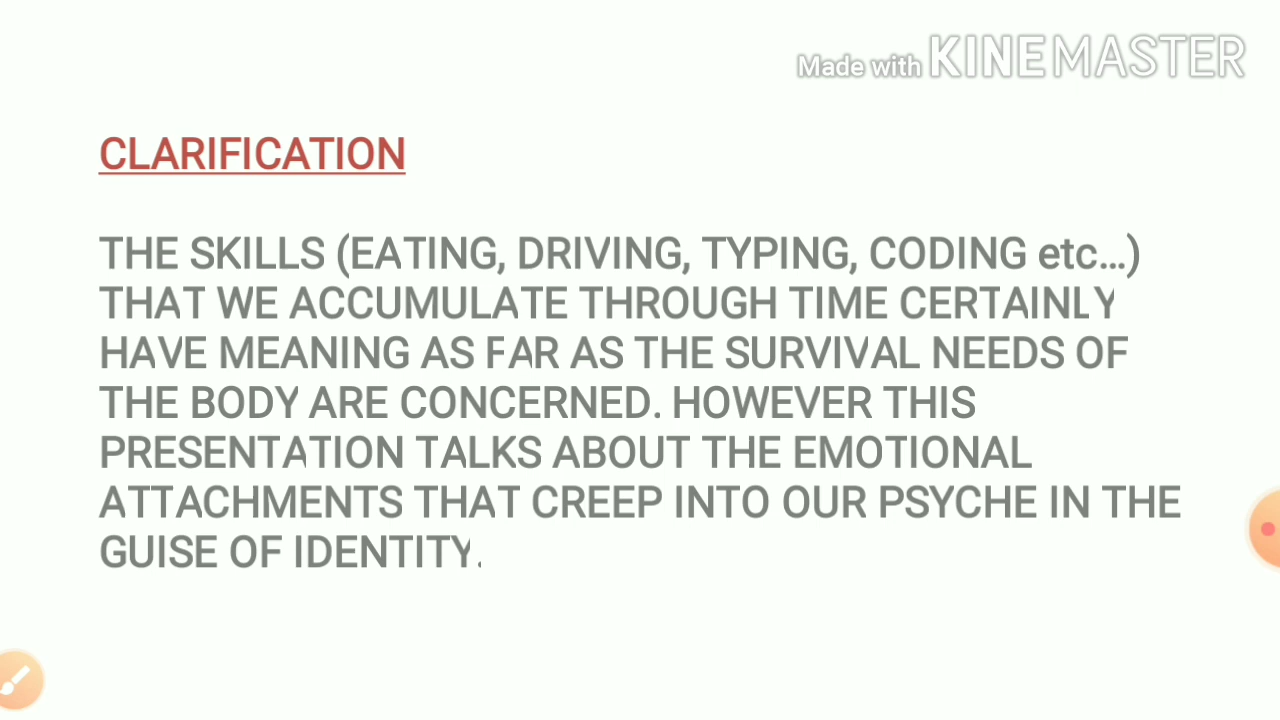 Made with KINEMASTER
CLARIFICATION
THE SKILLS (EATING, DRIVING, TYPING, CODING etc...)
THAT WE ACCUMULATE THROUGH TIME CERTAINLY
HAVE MEANING AS FAR AS THE SURVIVAL NEEDS OF
THE BODY ARE CONCERNED. HOWEVER THIS
PRESENTATION TALKS ABOUT THE EMOTIONAL
ATTACHMENTS THAT CREEP INTO OUR PSYCHE IN THE
GUISE OF IDENTITY.